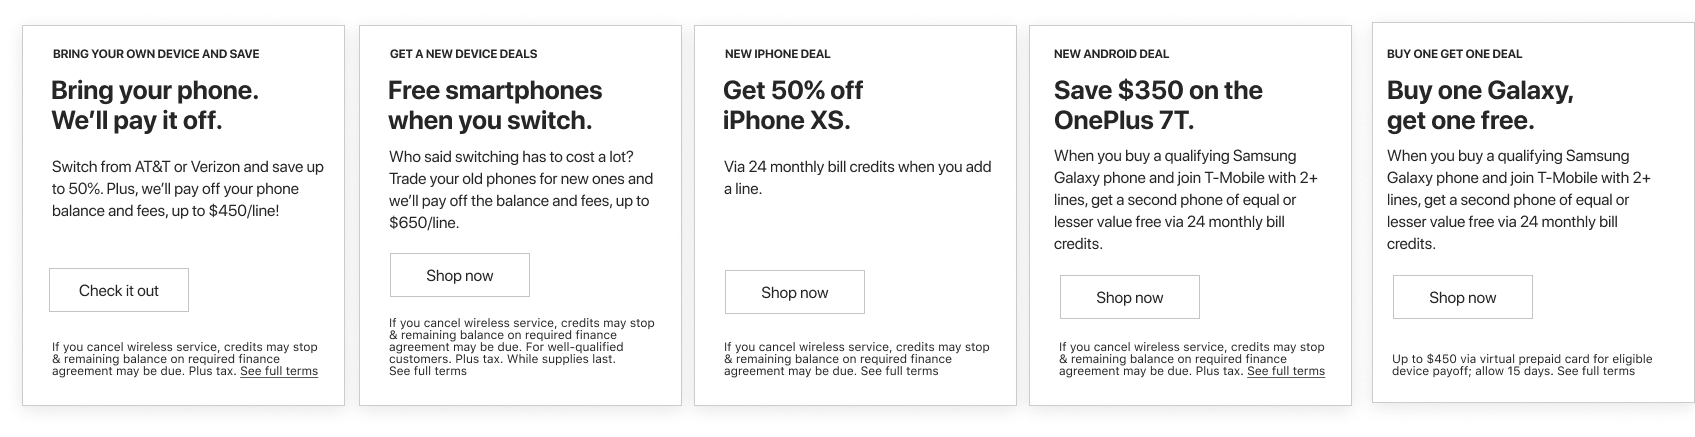 BRING YOUR OWN DEVICE AND SAVE
Bring your phone.
We’ll pay it off.
Switch from AT&T or Verizon and save up
to 50%. Plus, we’ll pay off your phone
balance and fees, up to $450/line!
Check it out
If you cancel wireless service, credits may stop
& remaining balance on required finance
agreement may be due. Plus tax. See full terms
GET A NEW DEVICE DEALS
Free smartphones
when you switch.
Who said switching has to cost a lot?
Trade your old phones for new ones and
we’ll pay off the balance and fees, up to
$650/line.
Shop now
If you cancel wireless service, credits may stop
& remaining balance on required finance
agreement may be due. For well-qualified
customers. Plus tax. While supplies last.
See full terms
NEW IPHONE DEAL
Get 50% off
iPhone XS.
Via 24 monthly bill credits when you add
a line.
Shop now
If you cancel wireless service, credits may stop
& remaining balance on required finance
agreement may be due. See full terms
NEW ANDROID DEAL
Save $350 on the
OnePlus 7T.
When you buy a qualifying Samsung
Galaxy phone and join T-Mobile with 2+
lines, get a second phone of equal or
lesser value free via 24 monthly bill
credits.
Shop now
If you cancel wireless service, credits may stop
& remaining balance on required finance
agreement may be due. Plus tax. See full terms
BUY ONE GET ONE DEAL
Buy one Galaxy,
get one free.
When you buy a qualifying Samsung
Galaxy phone and join T-Mobile with 2+
lines, get a second phone of equal or
lesser value free via 24 monthly bill
credits.
Shop now
Up to $450 via virtual prepaid card for eligible
device payoff; allow 15 days. See full terms